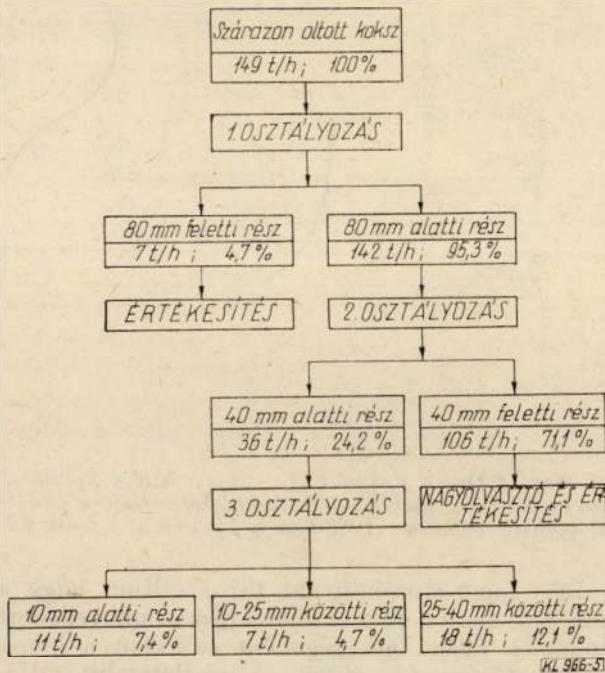 Szárazon oltott koksz
149 t/h ; 100%
1. OSZTÁLYOZÁS
80 mm feletti rész
7 t/h ; 4,7 %
80 mm alatti rész
142 t/h ; 95,3 %
ÉRTÉKESÍTÉS
2. OSZTÁLYOZÁS
40 mm alatti rész
36 t/h ; 24,2 %
40 mm feletti rész
106 t/h ; 71,1 %
3. OSZTÁLYOZÁS
NAGYOLVASZTÓ ÉS ÉR-
TÉKESÍTÉS
10 mm alatti rész
11 t/h ; 7,4 %
10-25 mm közötti rész
7 t/h ; 4,7 %
25-40 mm közötti rész
18 t/h ; 12,1 %
KL 966-5